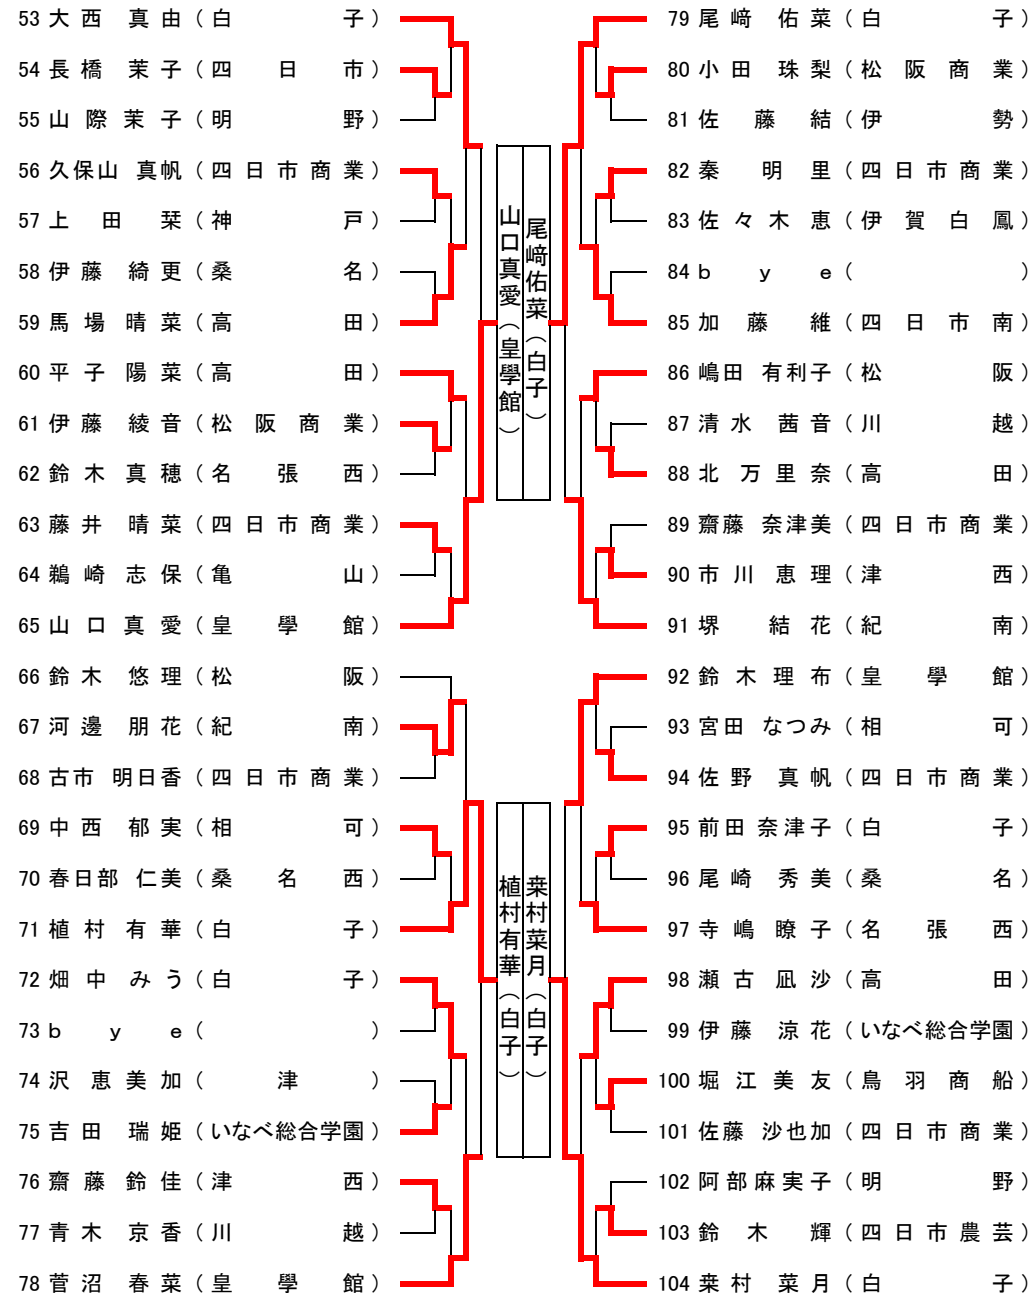 53 大西 真由（白子）
54 長橋 茉子（四日市）
55 山際茉子（明野）
56 久保山 真帆（四日市商業）
57 上田 栞（神戸）
58 伊藤 綺更（桑名）
59 馬場晴菜（高田）
60 平子 陽菜（高田）
61 伊藤 綾音（松阪商業）
62 鈴木真穂（名張西）
63 藤井 晴菜（四日市商業）
64 鵜崎志保（亀山）
65 山口真愛（皇學館）
66 鈴木 悠理（松阪）
67 河邊 朋花（紀南）
68 古市 明日香（四日市商業）
69 中西 郁実（相可）
70 春日部 仁美（桑名西）
71 植村有華（白子）
72 畑中 みう（白子）
73 ｂｙｅ（ ）
74 沢 恵美加（津）
75 吉田 瑞姫（いなべ総合学園）
76 齋藤 鈴佳（津西）
77 青木 京香（川越）
78 菅沼 春菜（皇學館）
山口真愛（皇學館）
尾﨑佑菜（白子）
植村有華（白子）
桒村菜月（白子）
79 尾﨑 佑菜（白子）
80 小田 珠梨（松阪商業）
81 佐藤 結（伊勢）
82 秦 明里（四日市商業）
83 佐々木 恵（伊賀白鳳）
84 ｂｙｅ（ ）
85 加藤 維（四日市南）
86 嶋田 有利子（松阪）
87 清水 茜音（川越）
88 北 万里奈（高田）
89 齋藤 奈津美（四日市商業）
90 市川 恵理（津西）
91 堺 結花（紀南）
92 鈴木理布（皇學館）
93 宮田 なつみ（相可）
94 佐野 真帆（四日市商業）
95 前田 奈津子（白子）
96 尾崎 秀美（桑名）
97 寺嶋 瞭子（名張西）
98 瀬古 凪沙（高田）
99 伊藤 涼花（いなべ総合学園）
100 堀江美友（鳥羽商船）
101 佐藤 沙也加（四日市商業）
102 阿部麻実子（明野）
103 鈴木 輝（四日市農芸）
104 桒村 菜月（白子）